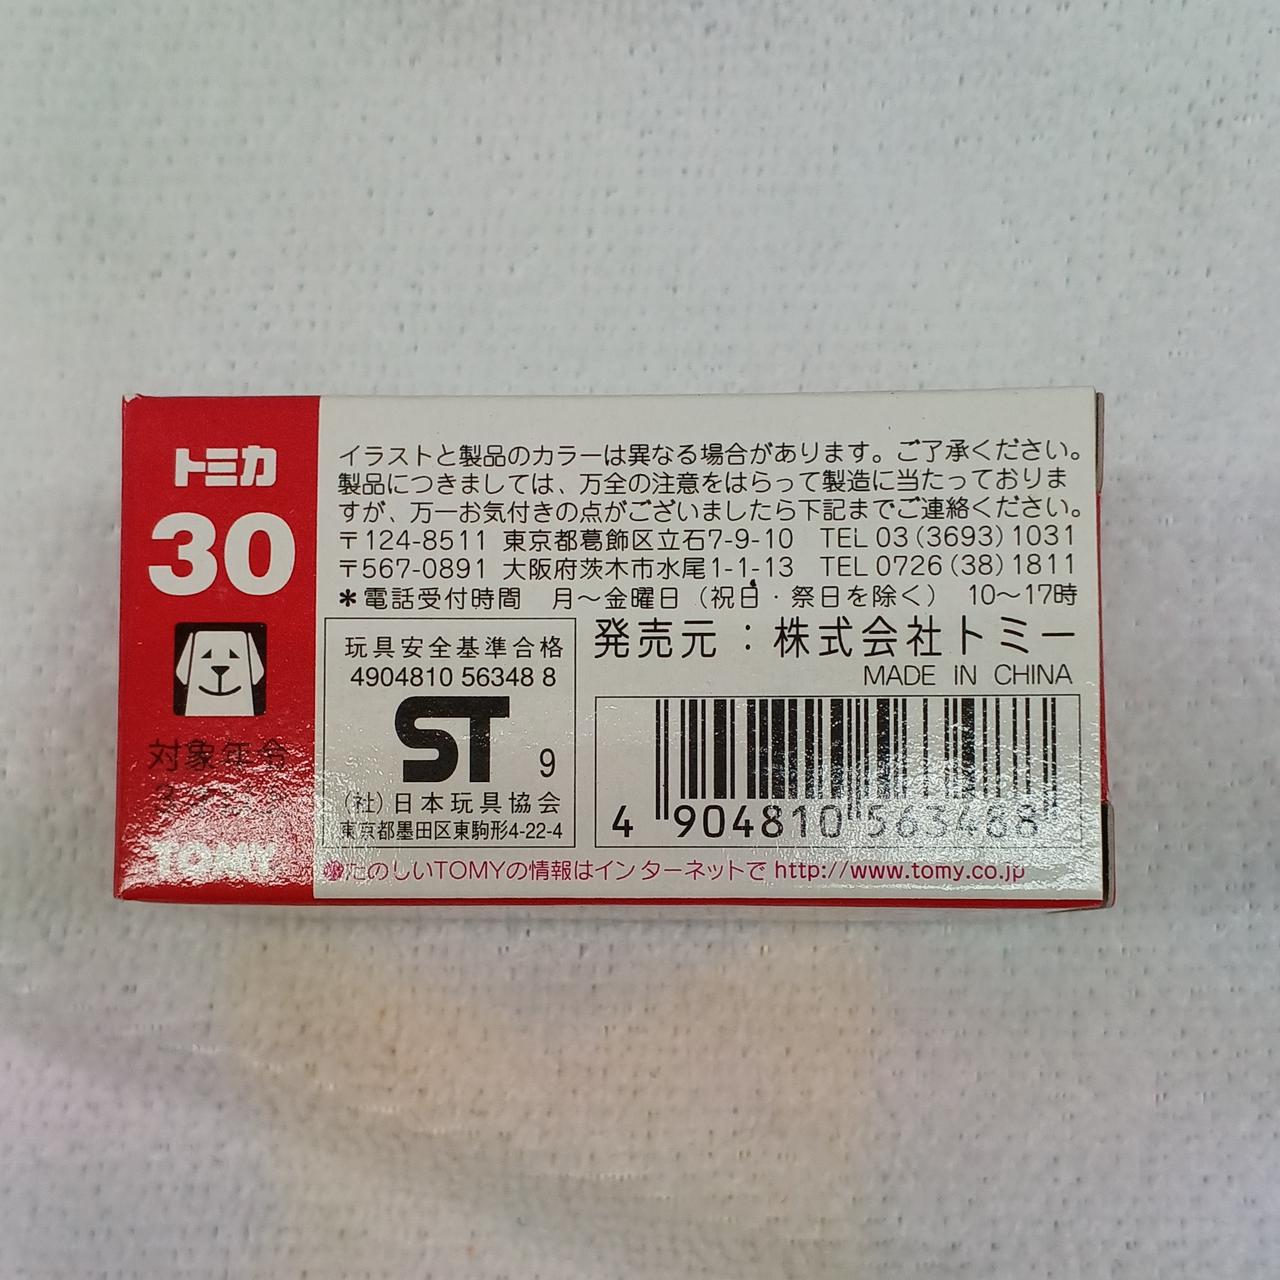 トミカ
30
対象年令
TOMY
イラストと製品のカラーは異なる場合があります。ご了承ください。
製品につきましては、万全の注意をはらって製造に当たっておりま
すが、万一お気付きの点がございましたら下記までご連絡ください。
〒124-8511 東京都葛飾区立石7-9-10 TEL 03(3693)1031
〒567-0891 大阪府茨木市水尾1-1-13 TEL 0726(38)1811
＊電話受付時間 月〜金曜日（祝日・祭日を除く） 10〜17時
玩具安全基準合格
4904810 56348 8
ST 9
(社)日本玩具協会
東京都墨田区東駒形4-22-4
発売元：株式会社トミー
MADE IN CHINA
4 904810 563488
たのしいTOMYの情報はインターネットで http://www.tomy.co.jp